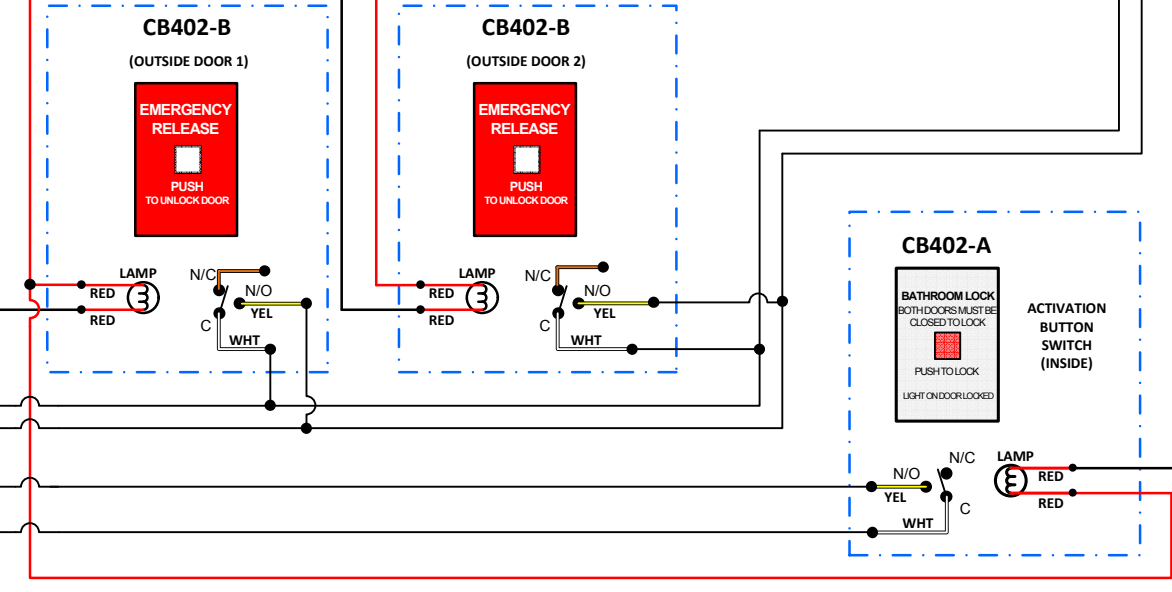 CB402-B
(OUTSIDE DOOR 1)
EMERGENCY
RELEASE
PUSH
TO UNLOCK DOOR
LAMP
RED
RED
N/C
N/O
YEL
C
WHT
CB402-B
(OUTSIDE DOOR 2)
EMERGENCY
RELEASE
PUSH
TO UNLOCK DOOR
LAMP
RED
RED
N/C
N/O
YEL
C
WHT
CB402-A
BATHROOM LOCK
BOTH DOORS MUST BE
CLOSED TO LOCK
PUSH TO LOCK
LIGHT ON DOOR LOCKED
ACTIVATION
BUTTON
SWITCH
(INSIDE)
N/C
N/O
YEL
C
WHT
LAMP
RED
RED